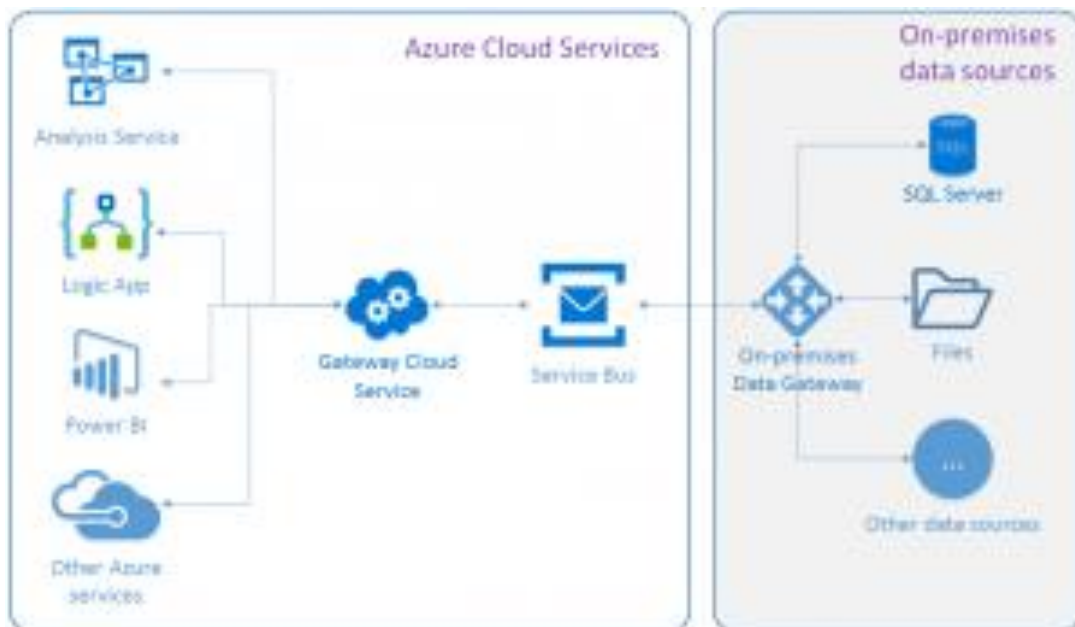 Azure Cloud Services
Analysis Service
Logic App
Power BI
Other Azure
services
Gateway Cloud
Service
Service Bus
On-premises
data sources
SQL
SQL Server
On-premises
Data Gateway
Files
...
Other data sources